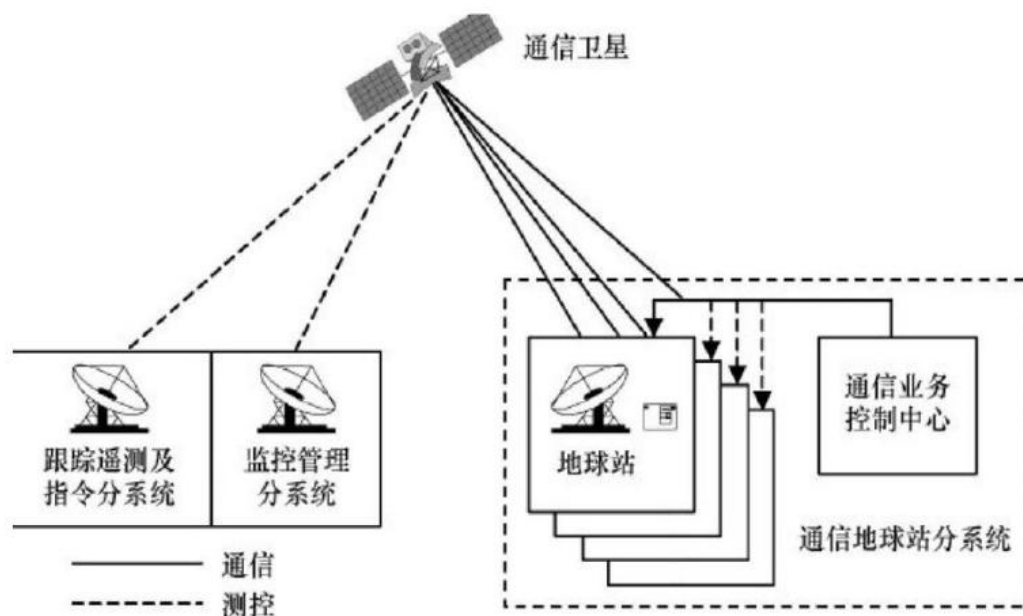 通信卫星
跟踪遥测及
指令分系统
监控管理
分系统
地球站
通信业务
控制中心
通信地球站分系统
通信
测控